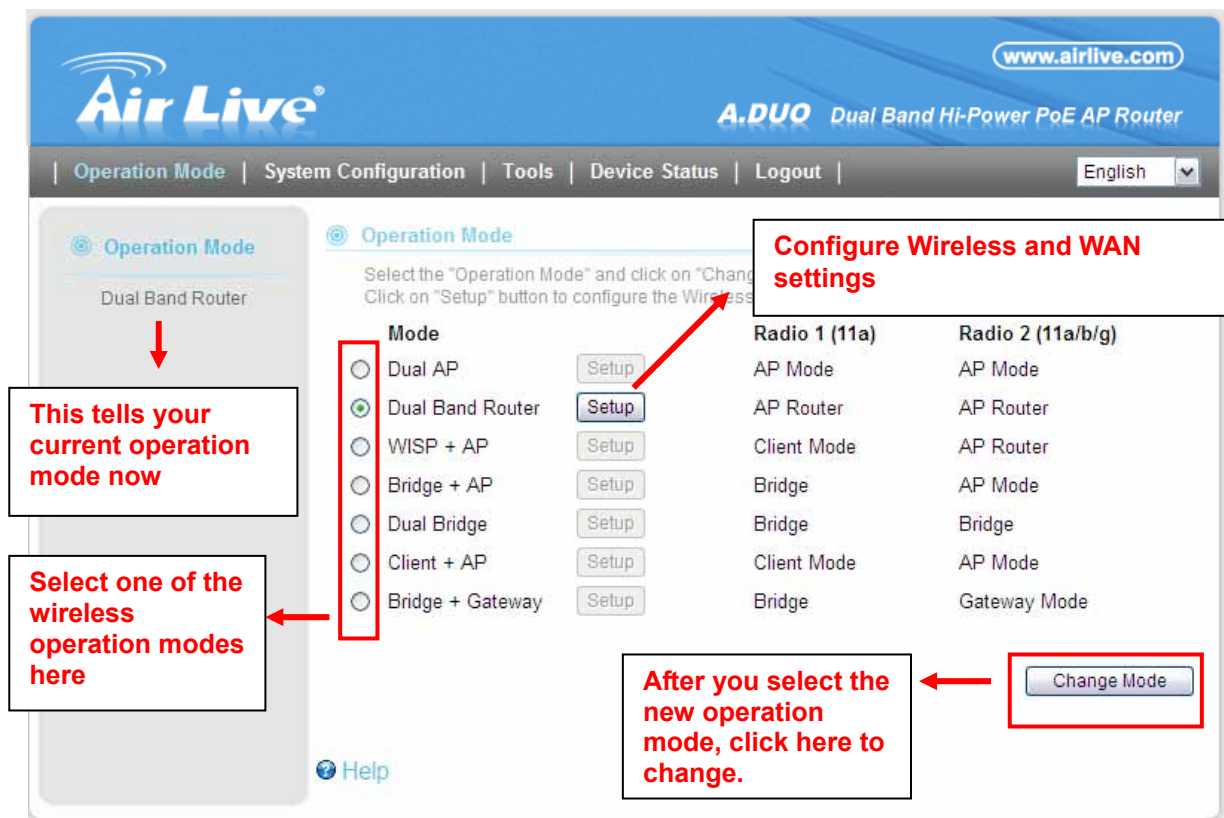 www.airlive.com
Air Live®
A.DUO Dual Band Hi-Power PoE AP Router
| Operation Mode | System Configuration | Tools | Device Status | Logout |
English
Operation Mode
Dual Band Router
This tells your
current operation
mode now
Select one of the
wireless
operation modes
here
Operation Mode
Select the "Operation Mode" and click on "Chang
Click on "Setup" button to configure the Wireless
Configure Wireless and WAN
settings
Mode Radio 1 (11a) Radio 2 (11a/b/g)
Dual AP Setup AP Mode AP Mode
Dual Band Router Setup AP Router AP Router
WISP + AP Setup Client Mode AP Router
Bridge + AP Setup Bridge AP Mode
Dual Bridge Setup Bridge Bridge
Client + AP Setup Client Mode AP Mode
Bridge + Gateway Setup Bridge Gateway Mode
After you select the
new operation
mode, click here to
change.
Change Mode
Help